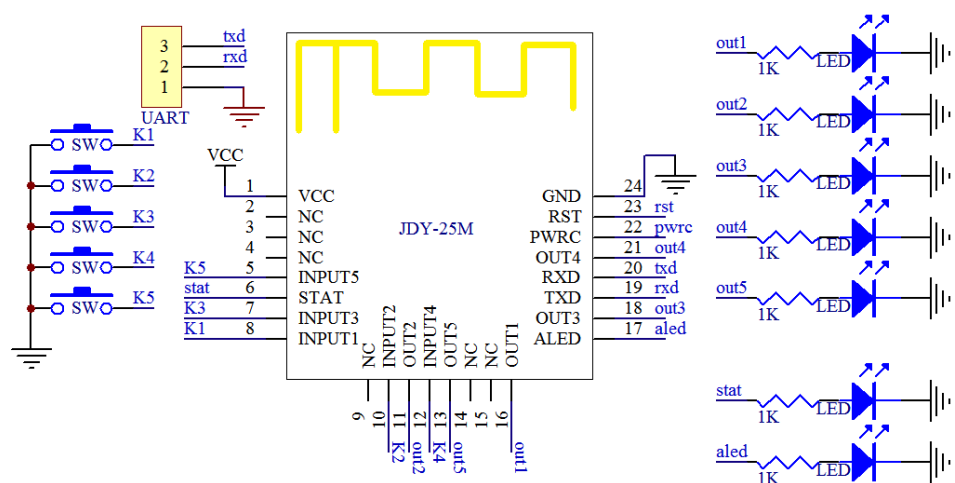 3 txd
2 rxd
1
UART
SW K1
SW K2
SW K3
SW K4
SW K5
VCC
JDY-25M
1 VCC
2 NC
3 NC
4 NC
K5 5 INPUT5
stat 6 STAT
K3 7 INPUT3
K1 8 INPUT1
GND 24
RST 23 rst
PWRC 22 pwrc
OUT4 21 out4
RXD 20 txd
TXD 19 rxd
OUT3 18 out3
ALED 17 aled
NC 9
INPUT2 10 K2
OUT2 11 out2
INPUT4 12 K4
OUT5 13 out5
NC 14
NC 15
OUT1 16 out1
out1 1K LED
out2 1K LED
out3 1K LED
out4 1K LED
out5 1K LED
stat 1K LED
aled 1K LED